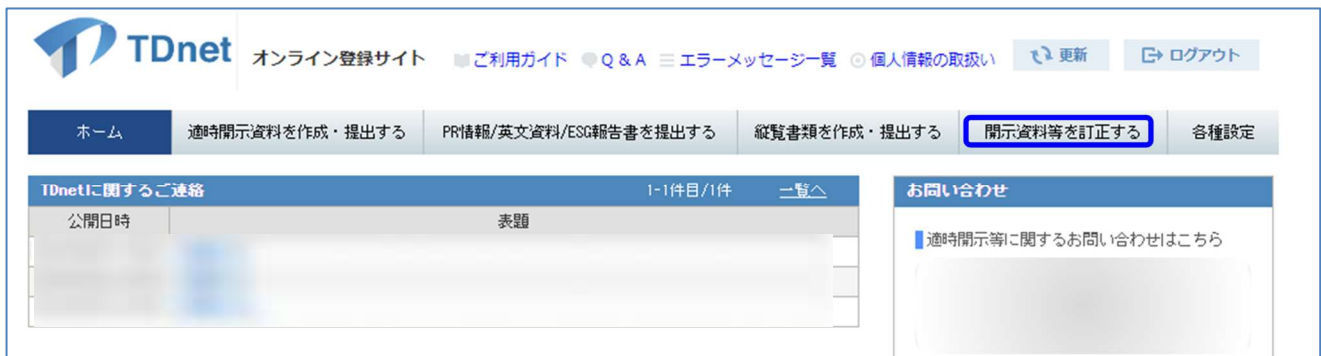 TDnet オンライン登録サイト ご利用ガイド Q & A エラーメッセージ一覧 個人情報の取扱い 更新 ログアウト
ホーム 適時開示資料を作成・提出する PR情報/英文資料/ESG報告書を提出する 縦覧書類を作成・提出する 開示資料等を訂正する 各種設定
TDnetに関するご連絡 1-1件目/1件 一覧へ
公開日時 表題
お問い合わせ
適時開示等に関するお問い合わせはこちら